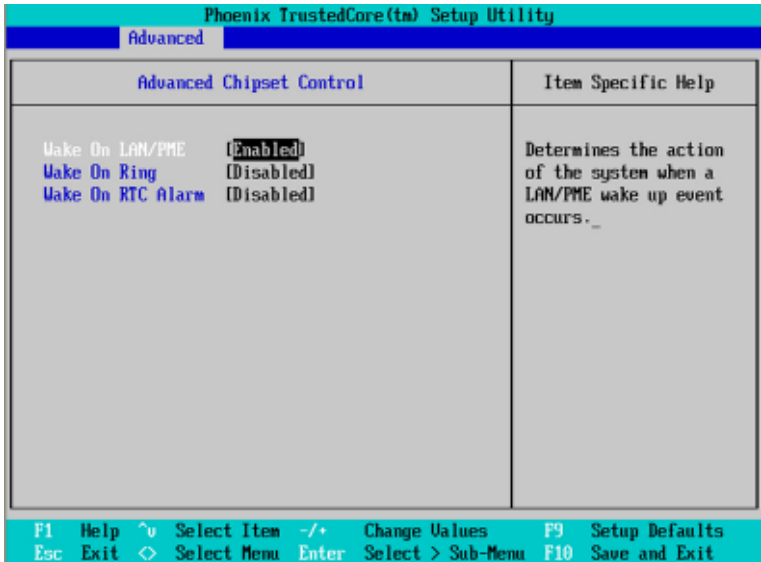 Phoenix TrustedCore(tm) Setup Utility
Advanced
Advanced Chipset Control
Item Specific Help
Wake On LAN/PME [Enabled]
Wake On Ring [Disabled]
Wake On RTC Alarm [Disabled]
Determines the action
of the system when a
LAN/PME wake up event
occurs._
F1 Help ^v Select Item -/+ Change Values F9 Setup Defaults
Esc Exit <> Select Menu Enter Select > Sub-Menu F10 Save and Exit